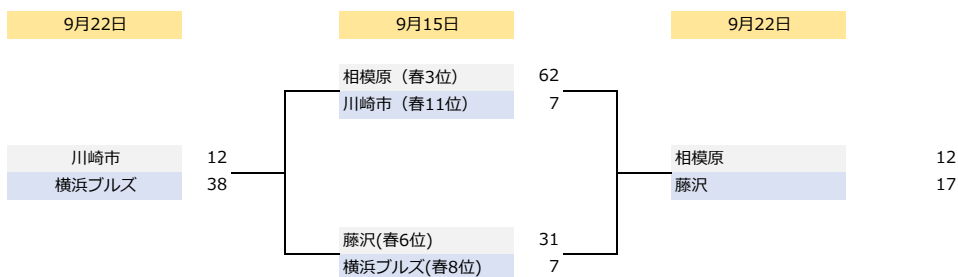 9月22日 9月15日 9月22日
相模原（春3位） 62
川崎市（春11位） 7
川崎市 12 相模原 12
横浜ブルズ 38 藤沢 17
藤沢(春6位) 31
横浜ブルズ(春8位) 7